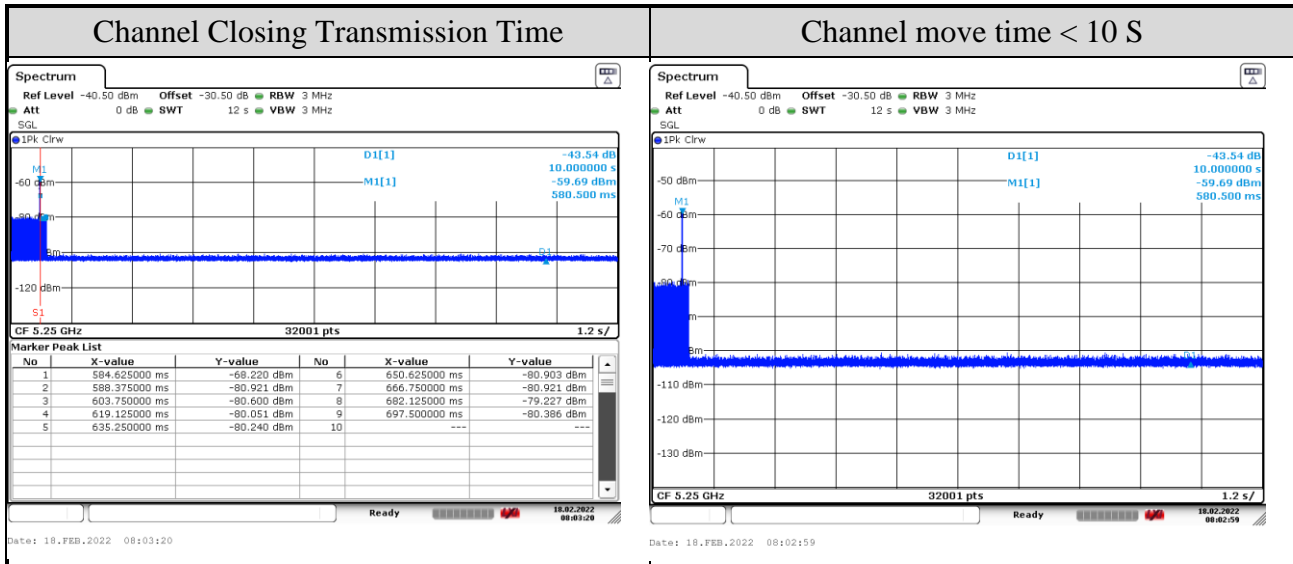 Channel Closing Transmission Time
Channel move time < 10 S
Spectrum
Ref Level -40.50 dBm Offset -30.50 dB RBW 3 MHz
Att 0 dB SWT 12 s VBW 3 MHz
SGL
1Pk Clrw
D1[1] -43.54 dB
10.000000 s
M1[1] -59.69 dBm
580.500 ms
M1
-60 dBm
-90 dBm
D1
-120 dBm
S1
CF 5.25 GHz 32001 pts 1.2 s/
Marker Peak List
No X-value Y-value No X-value Y-value
1 584.625000 ms -68.220 dBm 6 650.625000 ms -80.903 dBm
2 588.375000 ms -80.921 dBm 7 666.750000 ms -80.921 dBm
3 603.750000 ms -80.600 dBm 8 682.125000 ms -79.227 dBm
4 619.125000 ms -80.051 dBm 9 697.500000 ms -80.386 dBm
5 635.250000 ms -80.240 dBm 10 --- ---
Ready 18.02.2022
08:03:20
Date: 18.FEB.2022 08:03:20
Spectrum
Ref Level -40.50 dBm Offset -30.50 dB RBW 3 MHz
Att 0 dB SWT 12 s VBW 3 MHz
SGL
1Pk Clrw
D1[1] -43.54 dB
10.000000 s
-50 dBm M1[1] -59.69 dBm
580.500 ms
M1
-60 dBm
-70 dBm
D1
-110 dBm
-120 dBm
-130 dBm
CF 5.25 GHz 32001 pts 1.2 s/
Ready 18.02.2022
08:02:59
Date: 18.FEB.2022 08:02:59